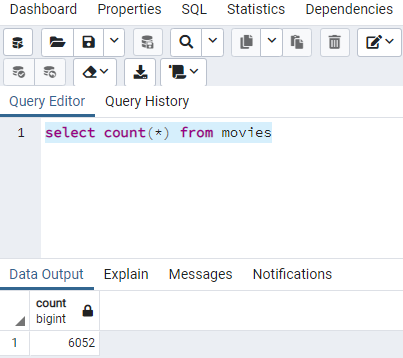 Dashboard Properties SQL Statistics Dependencies
Query Editor Query History
1 select count(*) from movies
Data Output Explain Messages Notifications
count
bigint
1 6052